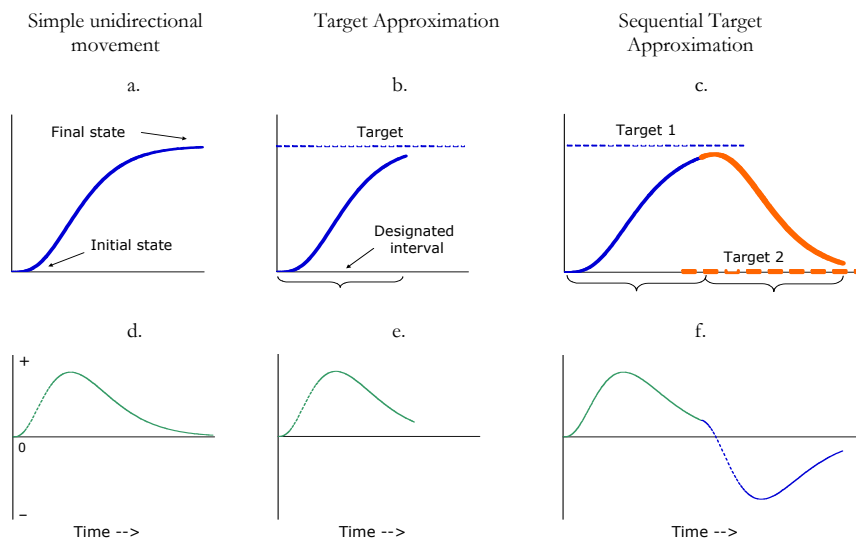 Simple unidirectional
movement
Target Approximation
Sequential Target
Approximation
a.
b.
c.
Final state
Initial state
Target
Designated
interval
Target 1
Target 2
d.
e.
f.
+
0
−
Time -->
Time -->
Time -->